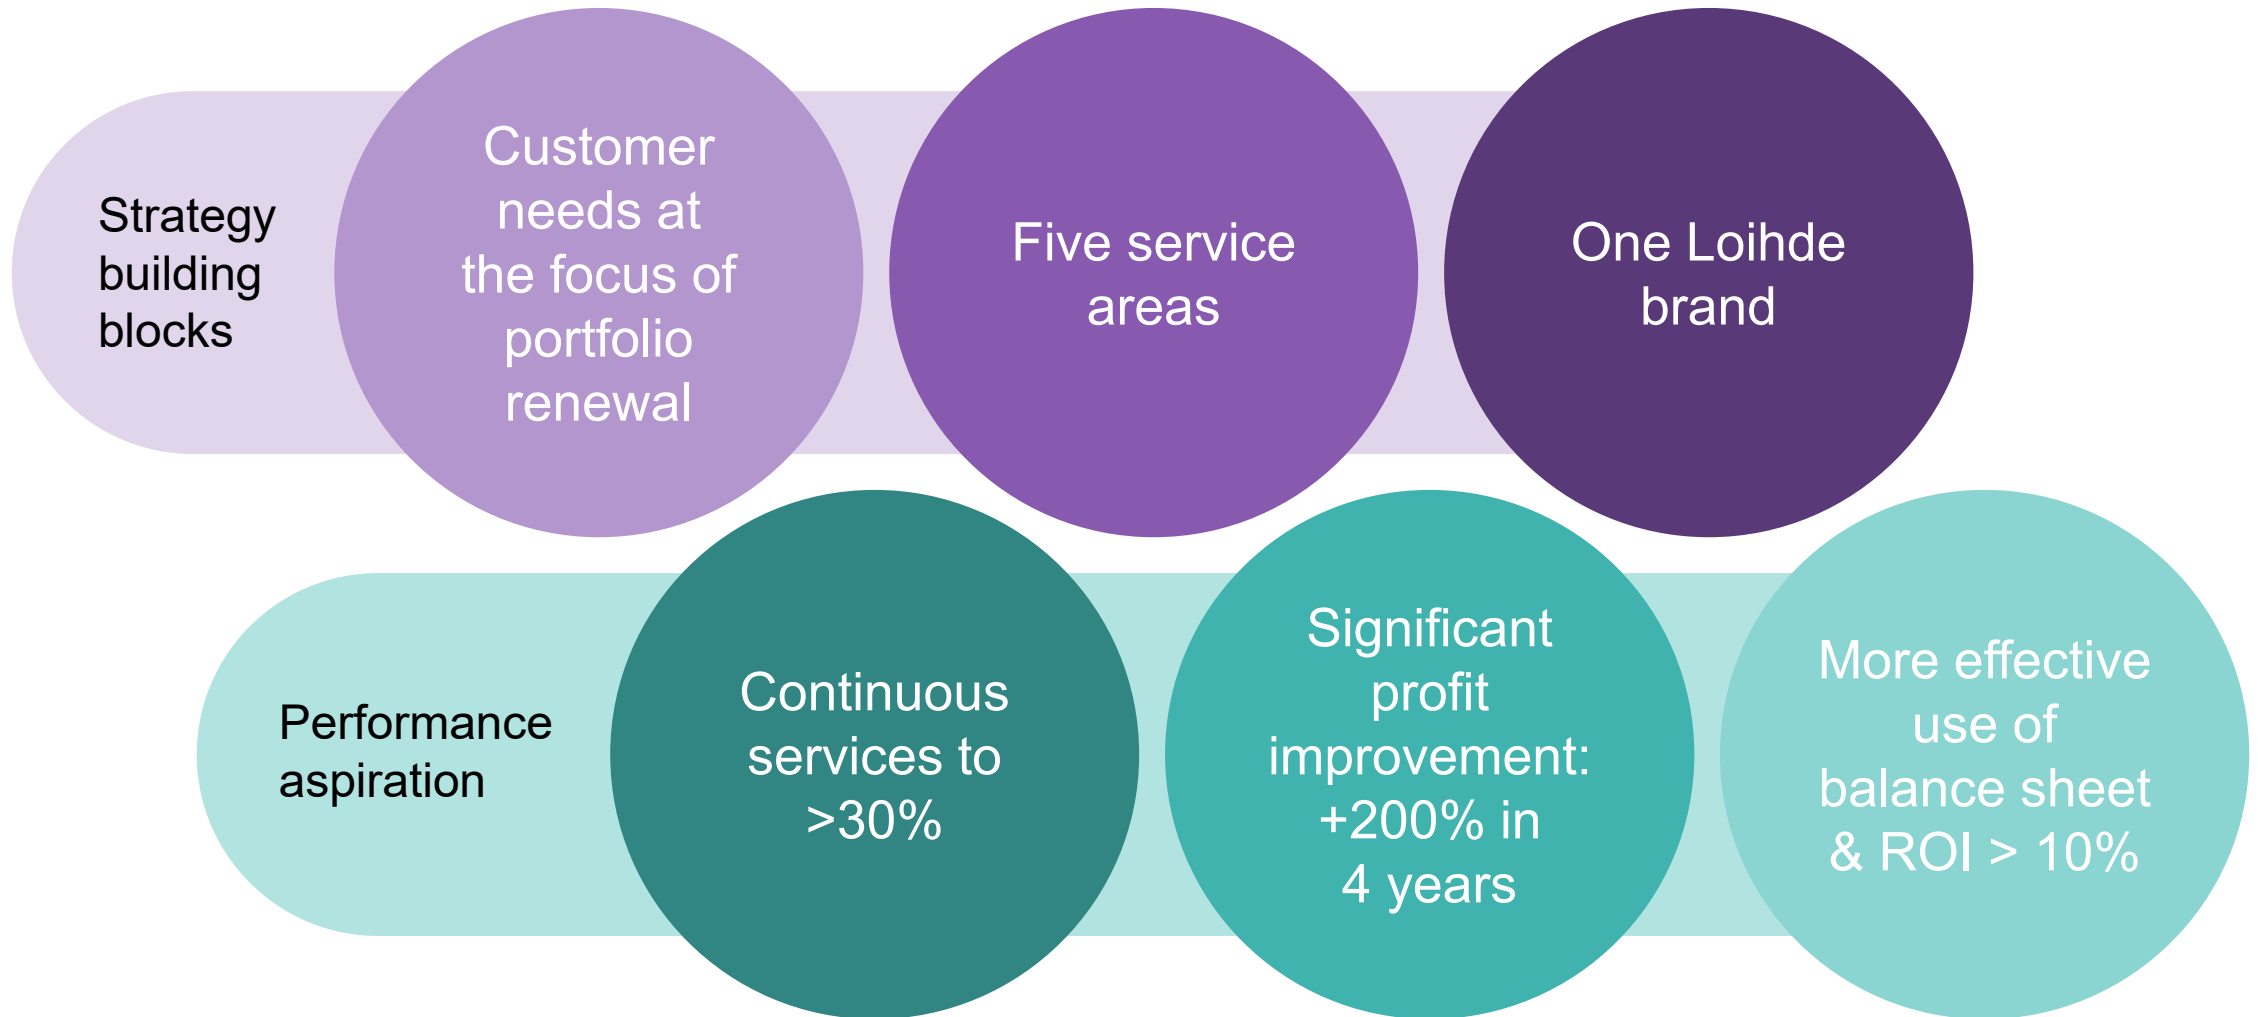 Strategy
building
blocks
Customer
needs at
the focus of
portfolio
renewal
Five service
areas
One Loihde
brand
Performance
aspiration
Continuous
services to
>30%
Significant
profit
improvement:
+200% in
4 years
More effective
use of
balance sheet
& ROI > 10%